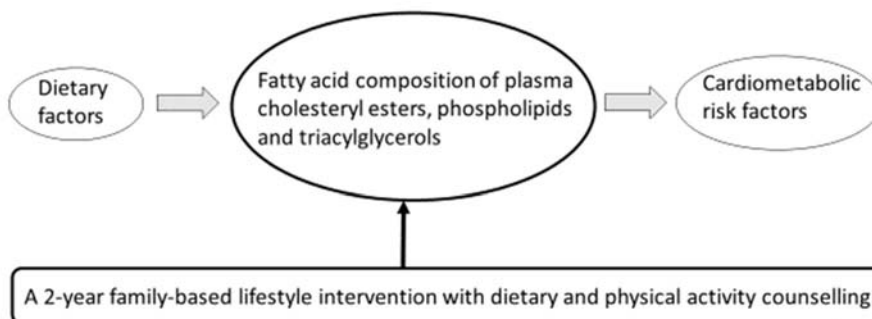 Dietary
factors
Fatty acid composition of plasma
cholesteryl esters, phospholipids
and triacylglycerols
Cardiometabolic
risk factors
A 2-year family-based lifestyle intervention with dietary and physical activity counselling